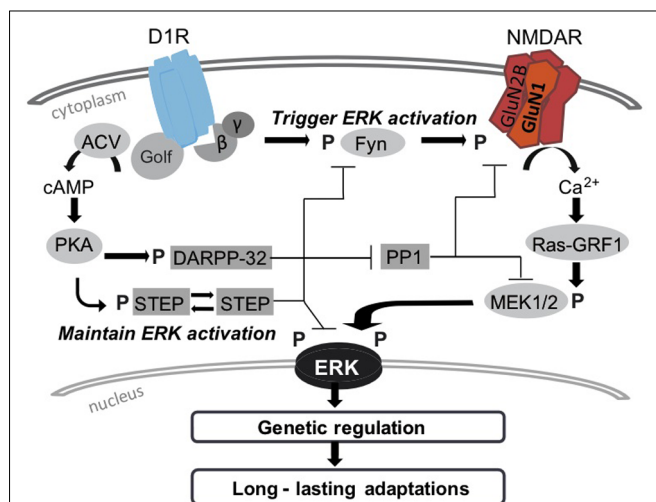 D1R
NMDAR
cytoplasm
GluN2B
GluN1
Trigger ERK activation
γ
β
Golf
ACV
P Fyn
P
cAMP
Ca²⁺
PKA
P DARPP-32
PP1
Ras-GRF1
P STEP STEP
MEK1/2 P
Maintain ERK activation
P P
ERK
nucleus
Genetic regulation
Long - lasting adaptations